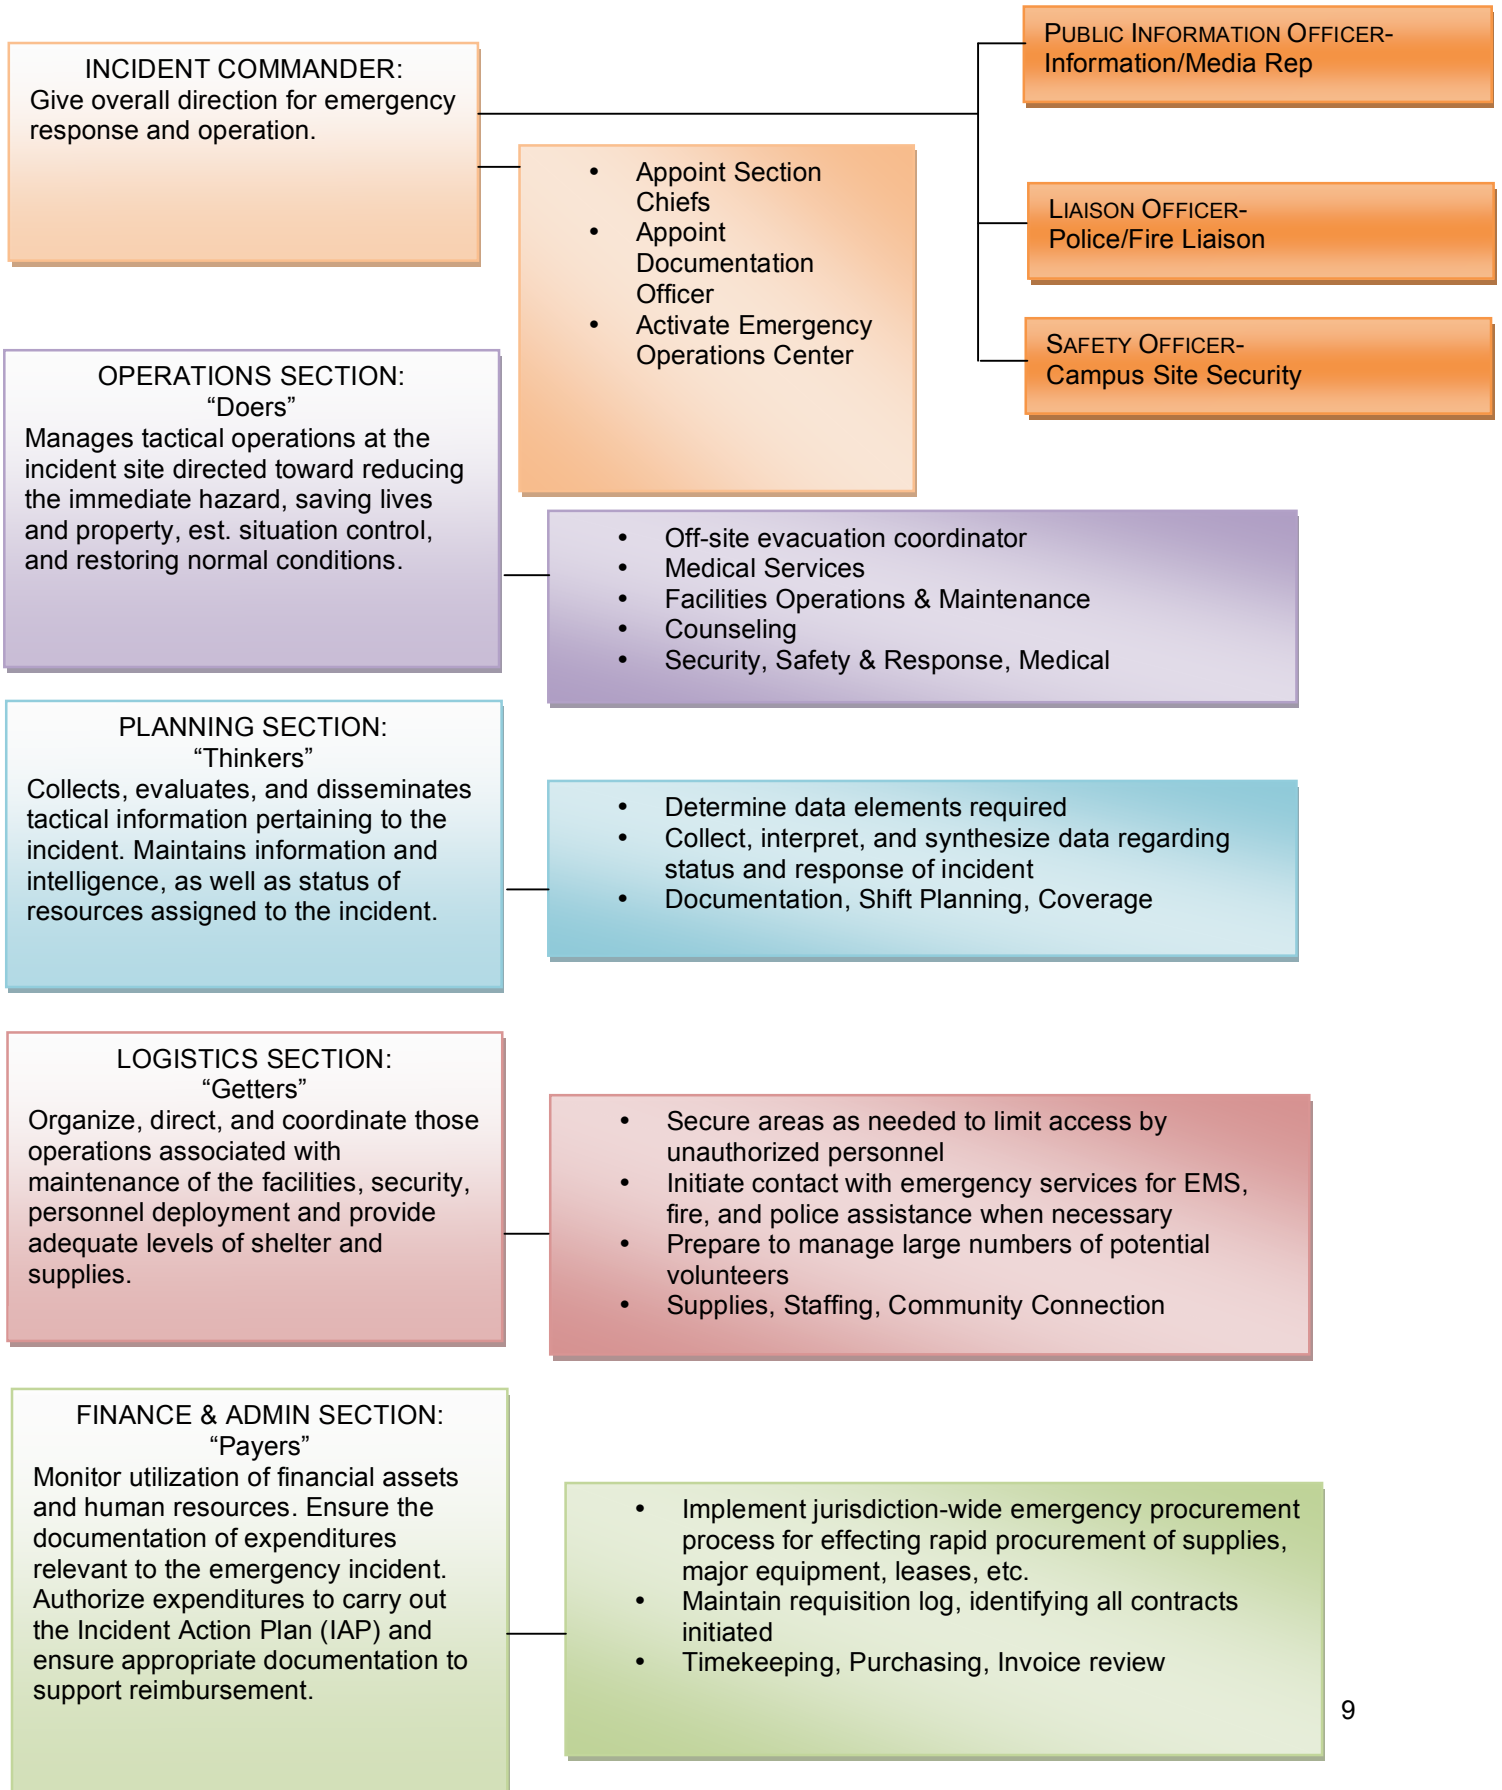 INCIDENT COMMANDER:
Give overall direction for emergency
response and operation.
PUBLIC INFORMATION OFFICER-
Information/Media Rep
LIAISON OFFICER-
Police/Fire Liaison
SAFETY OFFICER-
Campus Site Security
• Appoint Section
Chiefs
• Appoint
Documentation
Officer
• Activate Emergency
Operations Center
OPERATIONS SECTION:
“Doers”
Manages tactical operations at the
incident site directed toward reducing
the immediate hazard, saving lives
and property, est. situation control,
and restoring normal conditions.
• Off-site evacuation coordinator
• Medical Services
• Facilities Operations & Maintenance
• Counseling
• Security, Safety & Response, Medical
PLANNING SECTION:
“Thinkers”
Collects, evaluates, and disseminates
tactical information pertaining to the
incident. Maintains information and
intelligence, as well as status of
resources assigned to the incident.
• Determine data elements required
• Collect, interpret, and synthesize data regarding
status and response of incident
• Documentation, Shift Planning, Coverage
LOGISTICS SECTION:
“Getters”
Organize, direct, and coordinate those
operations associated with
maintenance of the facilities, security,
personnel deployment and provide
adequate levels of shelter and
supplies.
• Secure areas as needed to limit access by
unauthorized personnel
• Initiate contact with emergency services for EMS,
fire, and police assistance when necessary
• Prepare to manage large numbers of potential
volunteers
• Supplies, Staffing, Community Connection
FINANCE & ADMIN SECTION:
“Payers”
Monitor utilization of financial assets
and human resources. Ensure the
documentation of expenditures
relevant to the emergency incident.
Authorize expenditures to carry out
the Incident Action Plan (IAP) and
ensure appropriate documentation to
support reimbursement.
• Implement jurisdiction-wide emergency procurement
process for effecting rapid procurement of supplies,
major equipment, leases, etc.
• Maintain requisition log, identifying all contracts
initiated
• Timekeeping, Purchasing, Invoice review
9